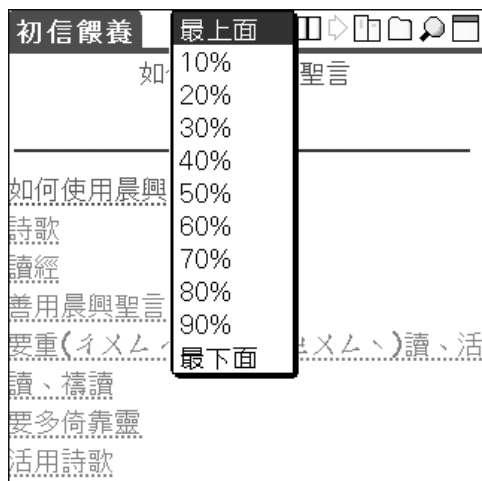 初信餵養
最上面
10%
20%
30%
40%
50%
60%
70%
80%
90%
最下面
如 聖言
如何使用晨興
詩歌
讀經
善用晨興聖言
要重(ㄔㄨㄥˊ ㄓㄨㄥˋ)讀、活
讀、禱讀
要多倚靠靈
活用詩歌